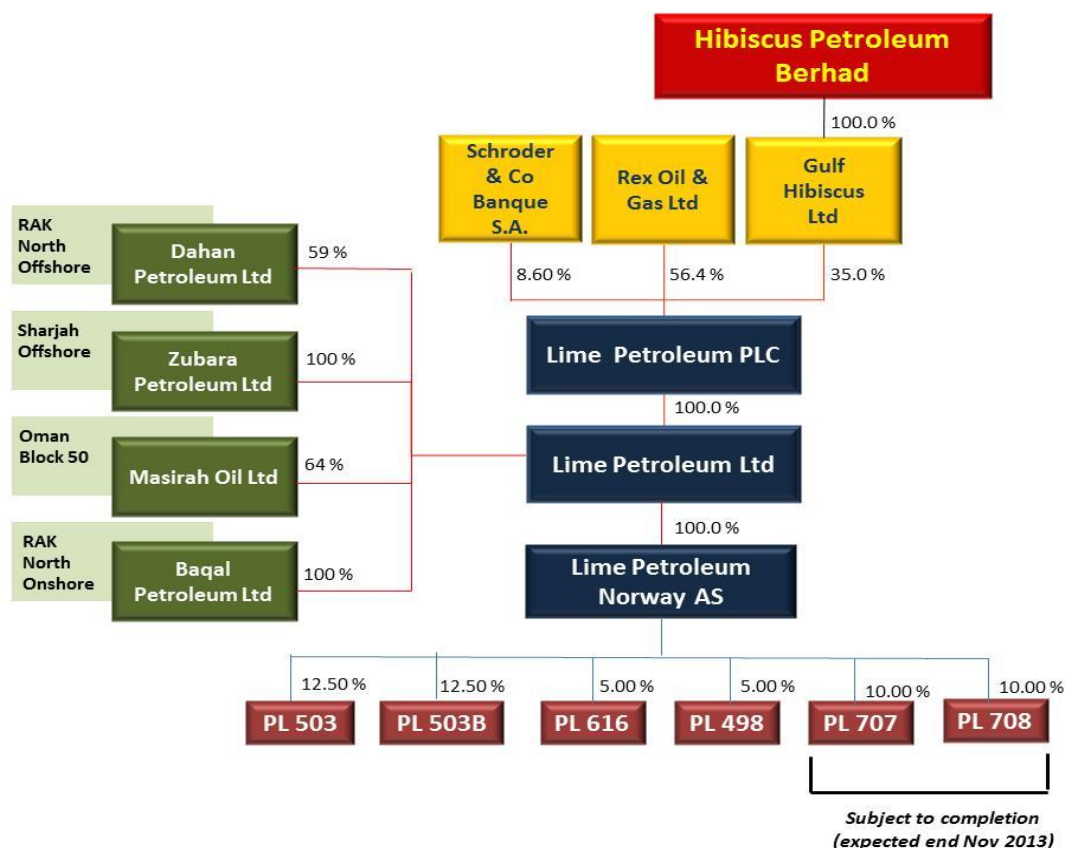 Hibiscus Petroleum
Berhad
100.0 %
Schroder
& Co
Banque
S.A.
Rex Oil &
Gas Ltd
Gulf
Hibiscus
Ltd
8.60 %
56.4 %
35.0 %
RAK
North
Offshore
Dahan
Petroleum Ltd
59 %
Sharjah
Offshore
Zubara
Petroleum Ltd
100 %
Oman
Block 50
Masirah Oil Ltd
64 %
RAK
North
Onshore
Baqal
Petroleum Ltd
100 %
Lime Petroleum PLC
100.0 %
Lime Petroleum Ltd
100.0 %
Lime Petroleum
Norway AS
12.50 %
12.50 %
5.00 %
5.00 %
10.00 %
10.00 %
PL 503
PL 503B
PL 616
PL 498
PL 707
PL 708
Subject to completion
(expected end Nov 2013)